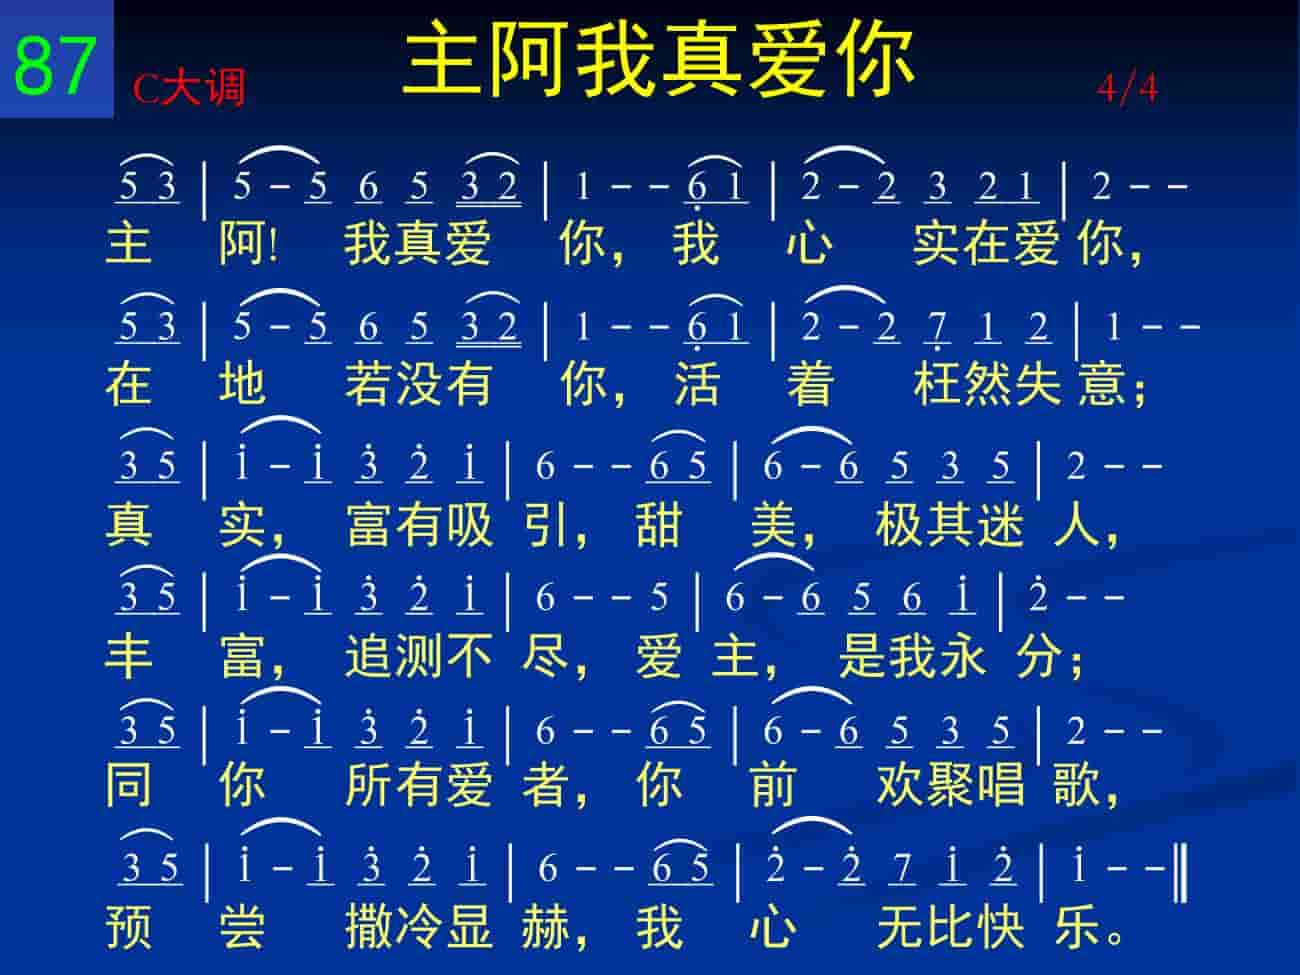 87
C大调
主阿我真爱你
4/4
5 3 | 5 - 5 6 5 3 2 | 1 - - 6̣ 1 | 2 - 2 3 2 1 | 2 - -
主 阿! 我真爱 你, 我 心 实在爱 你,
5 3 | 5 - 5 6 5 3 2 | 1 - - 6̣ 1 | 2 - 2 7̣ 1 2 | 1 - -
在 地 若没有 你, 活 着 枉然失 意;
3 5 | 1̇ - 1̇ 3̇ 2̇ 1̇ | 6 - - 6 5 | 6 - 6 5 3 5 | 2 - -
真 实, 富有吸 引, 甜 美, 极其迷 人,
3 5 | 1̇ - 1̇ 3̇ 2̇ 1̇ | 6 - - 5 | 6 - 6 5 6 1̇ | 2̇ - -
丰 富, 追测不 尽, 爱 主, 是我永 分;
3 5 | 1̇ - 1̇ 3̇ 2̇ 1̇ | 6 - - 6 5 | 6 - 6 5 3 5 | 2 - -
同 你 所有爱 者, 你 前 欢聚唱 歌,
3 5 | 1̇ - 1̇ 3̇ 2̇ 1̇ | 6 - - 6 5 | 2̇ - 2̇ 7 1̇ 2̇ | 1̇ - - ‖
预 尝 撒冷显 赫, 我 心 无比快 乐。